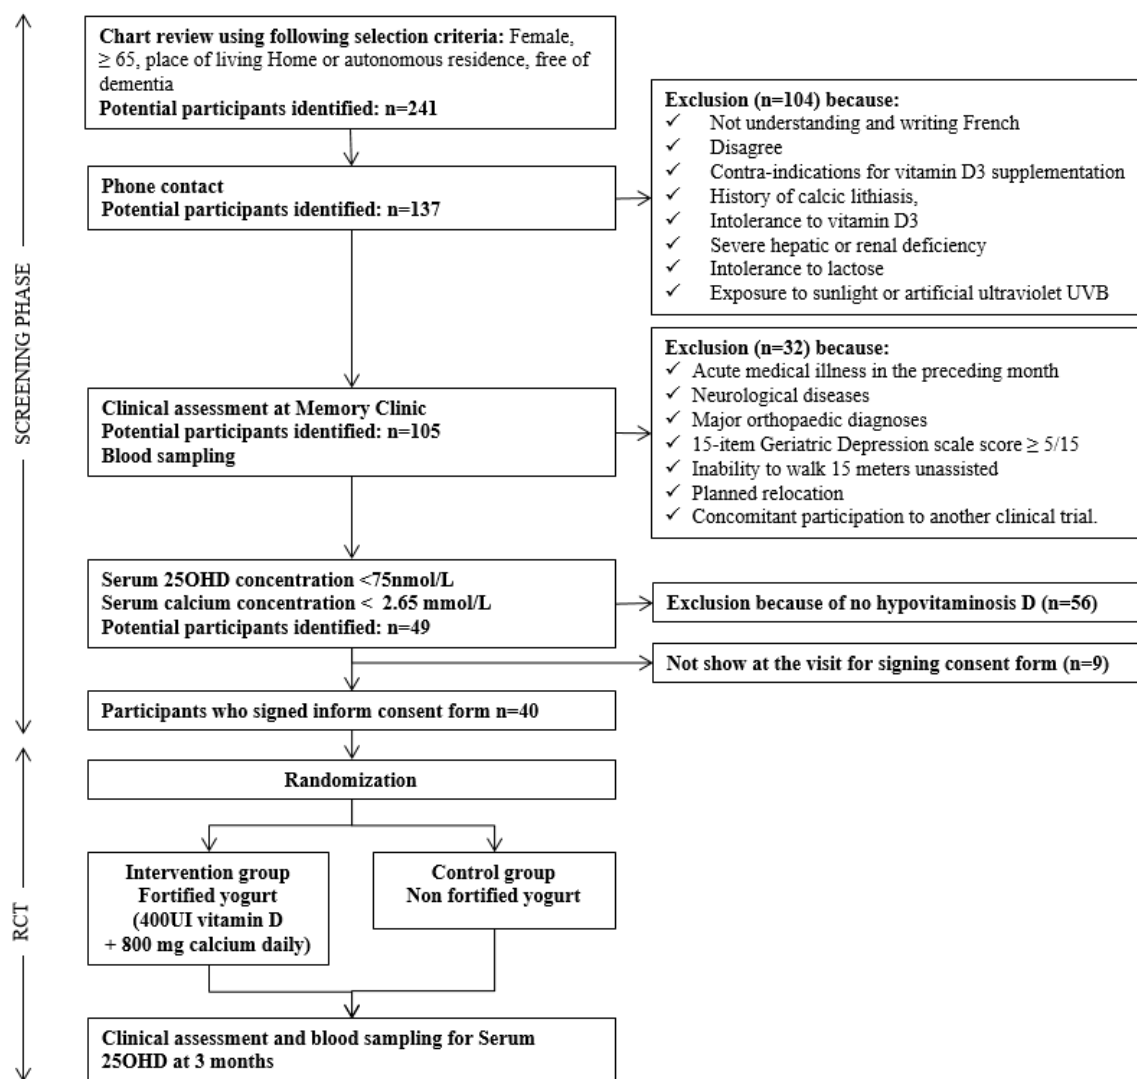 Chart review using following selection criteria: Female,
≥ 65, place of living Home or autonomous residence, free of
dementia
Potential participants identified: n=241
Phone contact
Potential participants identified: n=137
Exclusion (n=104) because:
✓ Not understanding and writing French
✓ Disagree
✓ Contra-indications for vitamin D3 supplementation
✓ History of calcic lithiasis,
✓ Intolerance to vitamin D3
✓ Severe hepatic or renal deficiency
✓ Intolerance to lactose
✓ Exposure to sunlight or artificial ultraviolet UVB
SCREENING PHASE
Clinical assessment at Memory Clinic
Potential participants identified: n=105
Blood sampling
Exclusion (n=32) because:
✓ Acute medical illness in the preceding month
✓ Neurological diseases
✓ Major orthopaedic diagnoses
✓ 15-item Geriatric Depression scale score ≥ 5/15
✓ Inability to walk 15 meters unassisted
✓ Planned relocation
✓ Concomitant participation to another clinical trial.
Serum 25OHD concentration <75nmol/L
Serum calcium concentration < 2.65 mmol/L
Potential participants identified: n=49
Exclusion because of no hypovitaminosis D (n=56)
Not show at the visit for signing consent form (n=9)
Participants who signed inform consent form n=40
RCT
Randomization
Intervention group
Fortified yogurt
(400UI vitamin D
+ 800 mg calcium daily)
Control group
Non fortified yogurt
Clinical assessment and blood sampling for Serum
25OHD at 3 months